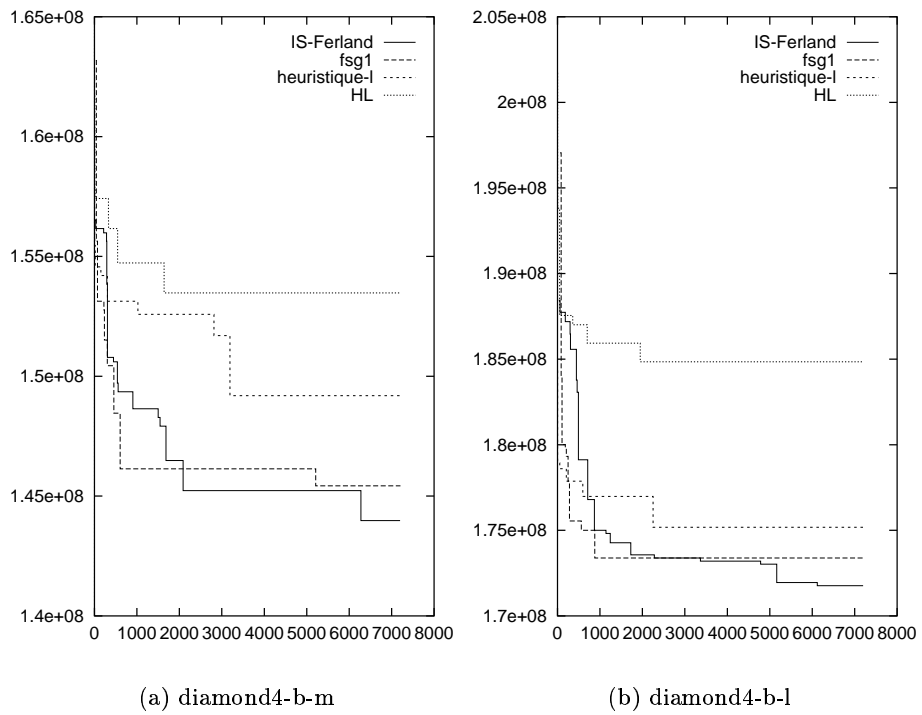 1.65e+08
1.6e+08
1.55e+08
1.5e+08
1.45e+08
1.4e+08
0 1000 2000 3000 4000 5000 6000 7000 8000
IS-Ferland
fsg1
heuristique-l
HL
(a) diamond4-b-m
2.05e+08
2e+08
1.95e+08
1.9e+08
1.85e+08
1.8e+08
1.75e+08
1.7e+08
0 1000 2000 3000 4000 5000 6000 7000 8000
IS-Ferland
fsg1
heuristique-l
HL
(b) diamond4-b-l